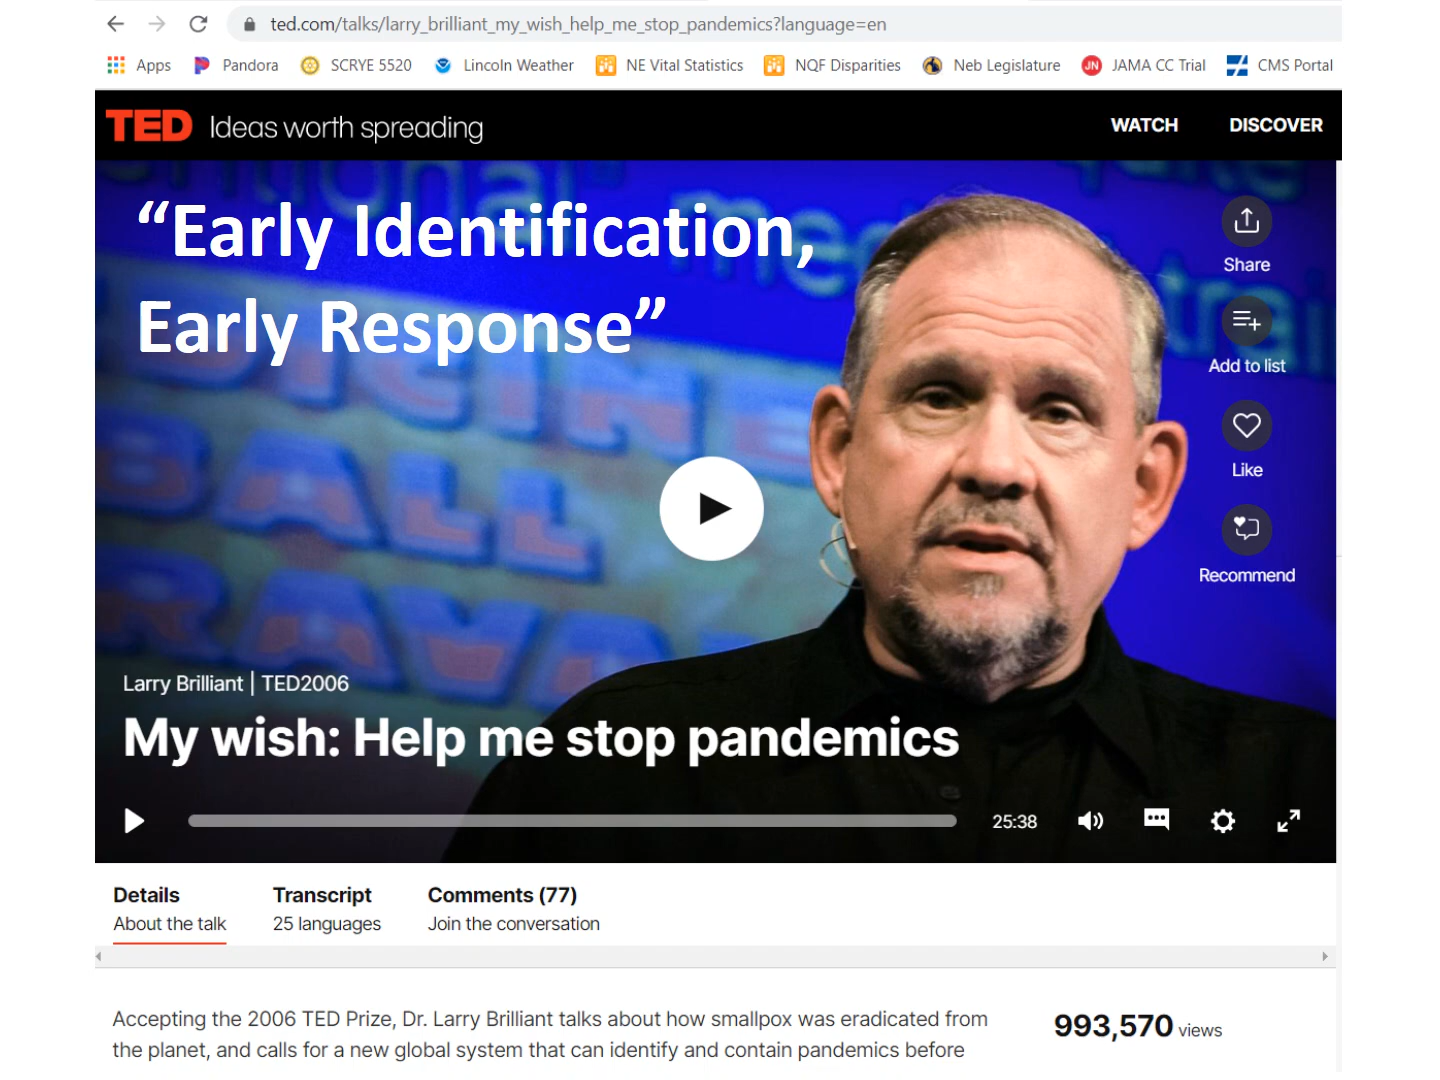 ted.com/talks/larry_brilliant_my_wish_help_me_stop_pandemics?language=en
Apps Pandora SCRYE 5520 Lincoln Weather NE Vital Statistics NQF Disparities Neb Legislature JN JAMA CC Trial CMS Portal
TED Ideas worth spreading WATCH DISCOVER
“Early Identification,
Early Response”
Share
Add to list
Like
Recommend
DICINE
BALL
Larry Brilliant | TED2006
My wish: Help me stop pandemics
25:38
Details Transcript Comments (77)
About the talk 25 languages Join the conversation
Accepting the 2006 TED Prize, Dr. Larry Brilliant talks about how smallpox was eradicated from
the planet, and calls for a new global system that can identify and contain pandemics before
993,570 views